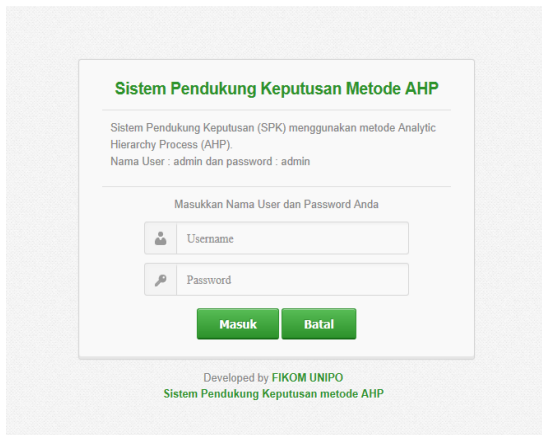 Sistem Pendukung Keputusan Metode AHP
Sistem Pendukung Keputusan (SPK) menggunakan metode Analytic
Hierarchy Process (AHP).
Nama User : admin dan password : admin
Masukkan Nama User dan Password Anda
Username
Password
Masuk Batal
Developed by FIKOM UNIPO
Sistem Pendukung Keputusan metode AHP